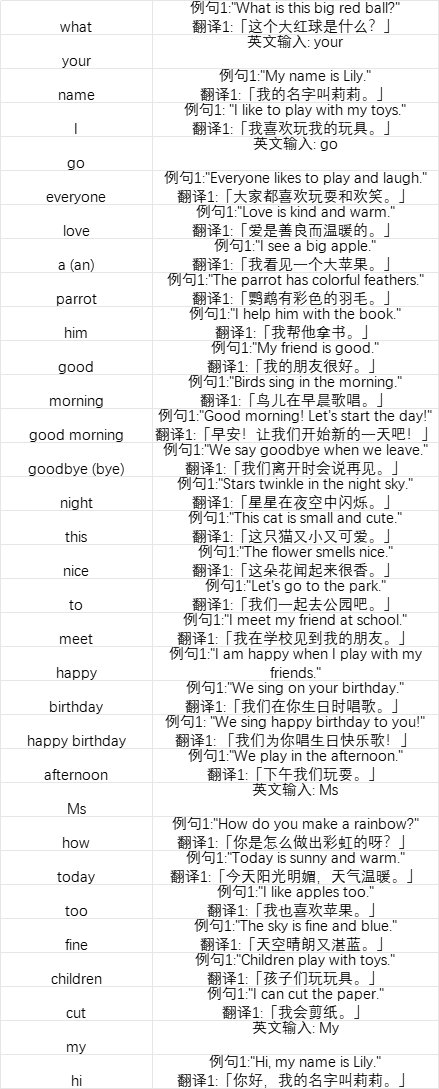 例句1:"What is this big red ball?"
what
翻译1:「这个大红球是什么？」
英文输入: your
your
例句1:"My name is Lily."
name
翻译1:「我的名字叫莉莉。」
例句1: "I like to play with my toys."
I
翻译1:「我喜欢玩我的玩具。」
英文输入: go
go
例句1:"Everyone likes to play and laugh."
everyone
翻译1:「大家都喜欢玩耍和欢笑。」
例句1:"Love is kind and warm."
love
翻译1:「爱是善良而温暖的。」
例句1:"I see a big apple."
a (an)
翻译1:「我看见一个大苹果。」
例句1:"The parrot has colorful feathers."
parrot
翻译1:「鹦鹉有彩色的羽毛。」
例句1:"I help him with the book."
him
翻译1:「我帮他拿书。」
例句1:"My friend is good."
good
翻译1:「我的朋友很好。」
例句1:"Birds sing in the morning."
morning
翻译1:「鸟儿在早晨歌唱。」
例句1:"Good morning! Let's start the day!"
good morning
翻译1:「早安！让我们开始新的一天吧！」
例句1:"We say goodbye when we leave."
goodbye (bye)
翻译1:「我们离开时会说再见。」
例句1:"Stars twinkle in the night sky."
night
翻译1:「星星在夜空中闪烁。」
例句1:"This cat is small and cute."
this
翻译1:「这只猫又小又可爱。」
例句1:"The flower smells nice."
nice
翻译1:「这朵花闻起来很香。」
例句1:"Let's go to the park."
to
翻译1:「我们一起去公园吧。」
例句1:"I meet my friend at school."
meet
翻译1:「我在学校见到我的朋友。」
例句1:"I am happy when I play with my
happy
friends."
例句1:"We sing on your birthday."
birthday
翻译1:「我们在你生日时唱歌。」
例句1: "We sing happy birthday to you!"
happy birthday
翻译1: 「我们为你唱生日快乐歌！」
例句1:"We play in the afternoon."
afternoon
翻译1:「下午我们玩耍。」
英文输入: Ms
Ms
例句1:"How do you make a rainbow?"
how
翻译1:「你是怎么做出彩虹的呀？」
例句1:"Today is sunny and warm."
today
翻译1:「今天阳光明媚，天气温暖。」
例句1:"I like apples too."
too
翻译1:「我也喜欢苹果。」
例句1:"The sky is fine and blue."
fine
翻译1:「天空晴朗又湛蓝。」
例句1:"Children play with toys."
children
翻译1:「孩子们玩玩具。」
例句1:"I can cut the paper."
cut
翻译1:「我会剪纸。」
英文输入: My
my
例句1:"Hi, my name is Lily."
hi
翻译1:「你好，我的名字叫莉莉。」